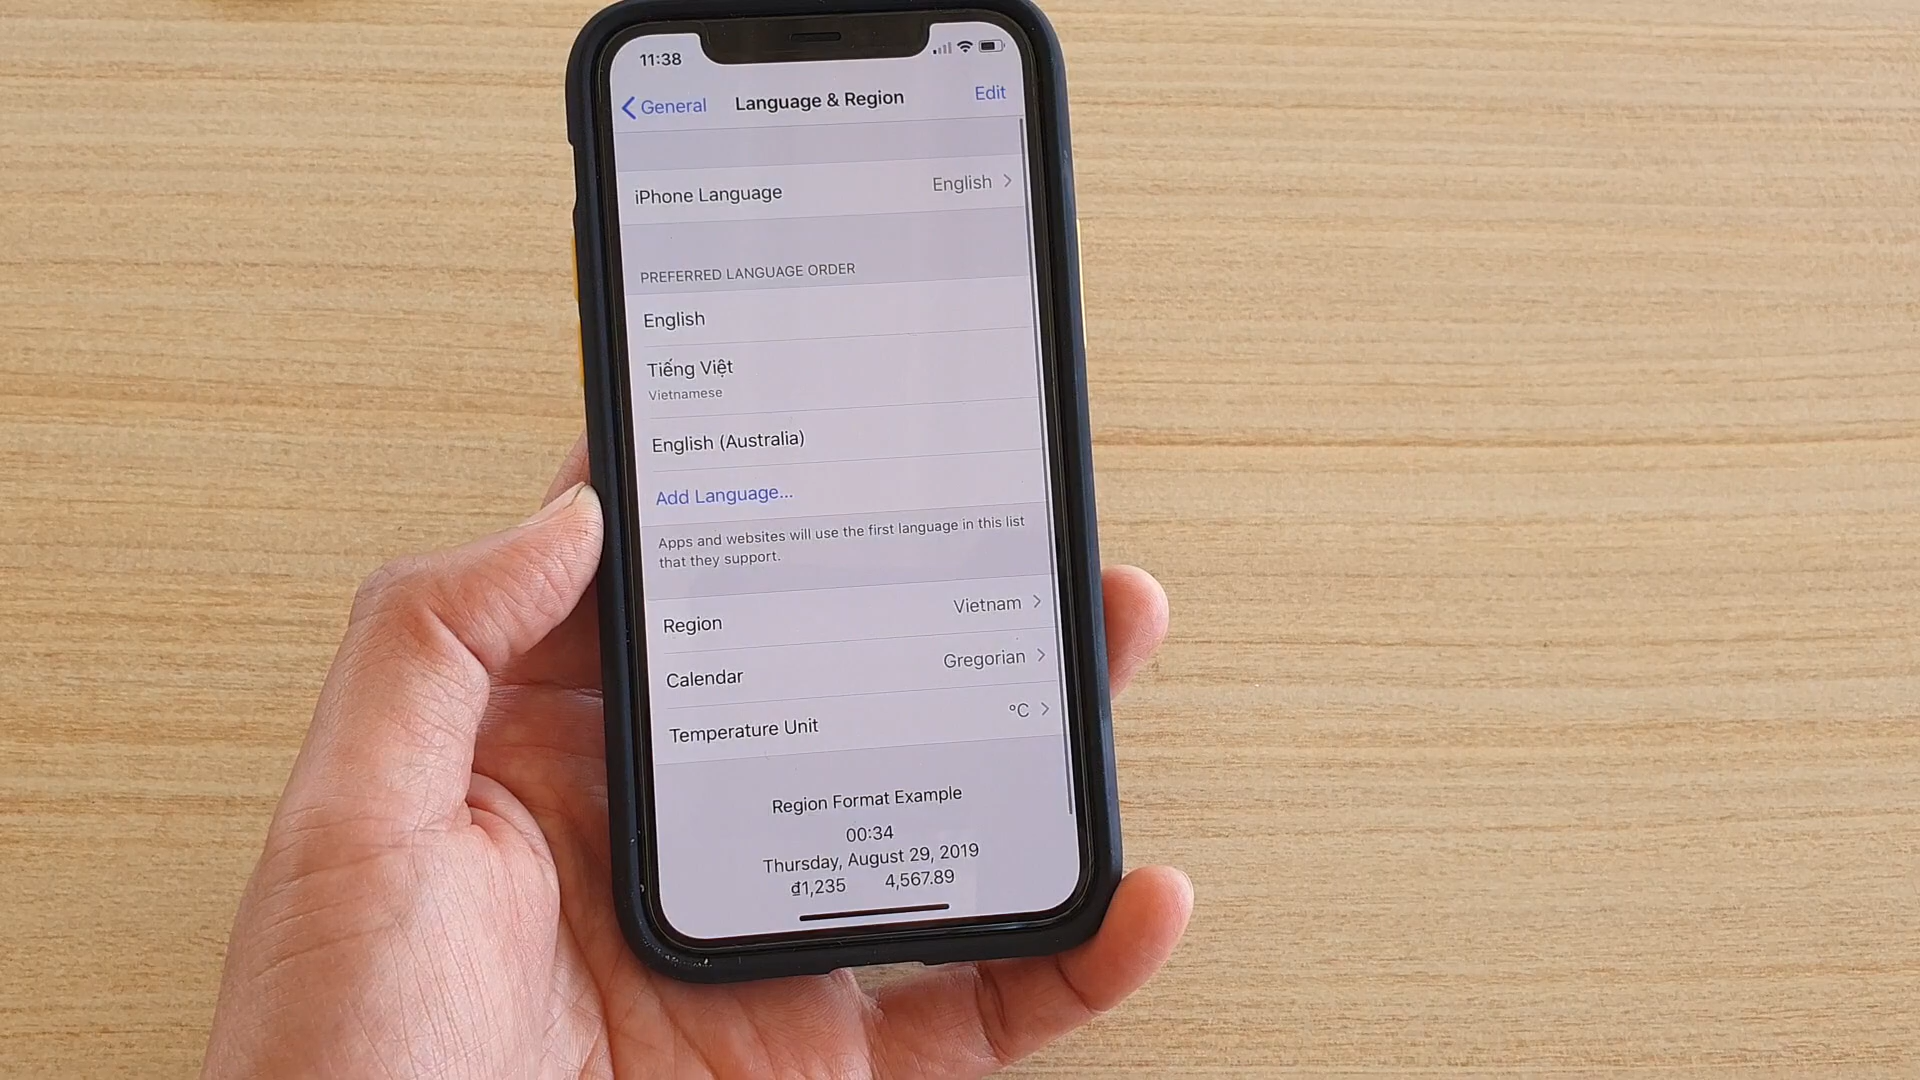 11:38
General Language & Region Edit
iPhone Language English
PREFERRED LANGUAGE ORDER
English
Tiếng Việt
Vietnamese
English (Australia)
Add Language...
Apps and websites will use the first language in this list
that they support.
Region Vietnam
Calendar Gregorian
Temperature Unit °C
Region Format Example
00:34
Thursday, August 29, 2019
₫1,235 4,567.89